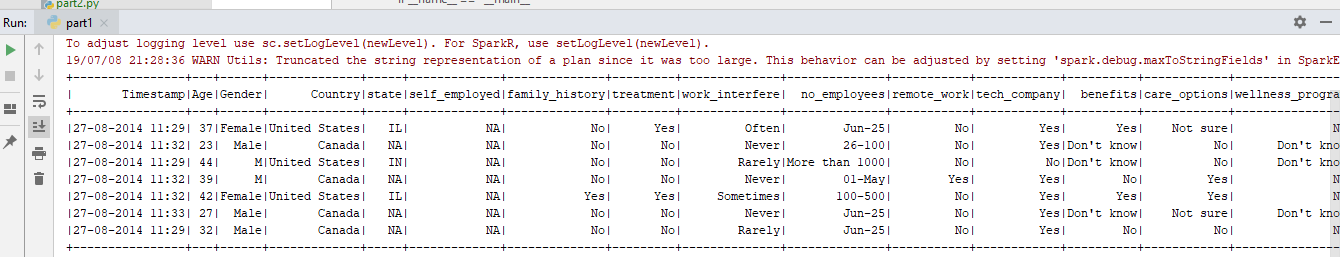 part2.py
Run: part1
To adjust logging level use sc.setLogLevel(newLevel). For SparkR, use setLogLevel(newLevel).
19/07/08 21:28:36 WARN Utils: Truncated the string representation of a plan since it was too large. This behavior can be adjusted by setting 'spark.debug.maxToStringFields' in SparkE
+----------------+---+------+-------------+-----+-------------+--------------+---------+--------------+--------------+-----------+------------+----------+------------+----------------
| Timestamp|Age|Gender| Country|state|self_employed|family_history|treatment|work_interfere| no_employees|remote_work|tech_company| benefits|care_options|wellness_progra
+----------------+---+------+-------------+-----+-------------+--------------+---------+--------------+--------------+-----------+------------+----------+------------+----------------
|27-08-2014 11:29| 37|Female|United States| IL| NA| No| Yes| Often| Jun-25| No| Yes| Yes| Not sure| N
|27-08-2014 11:32| 23| Male| Canada| NA| NA| No| No| Never| 26-100| No| Yes|Don't know| No| Don't kno
|27-08-2014 11:29| 44| M|United States| IN| NA| No| No| Rarely|More than 1000| No| No|Don't know| No| Don't kno
|27-08-2014 11:32| 39| M| Canada| NA| NA| No| No| Never| 01-May| Yes| Yes| No| Yes| N
|27-08-2014 11:32| 42|Female|United States| IL| NA| Yes| Yes| Sometimes| 100-500| No| Yes| Yes| Yes| N
|27-08-2014 11:33| 27| Male| Canada| NA| NA| No| No| Never| Jun-25| No| Yes|Don't know| Not sure| Don't kno
|27-08-2014 11:29| 32| Male| Canada| NA| NA| No| No| Rarely| Jun-25| No| Yes| No| No| N
+----------------+---+------+-------------+-----+-------------+--------------+---------+--------------+--------------+-----------+------------+----------+------------+----------------